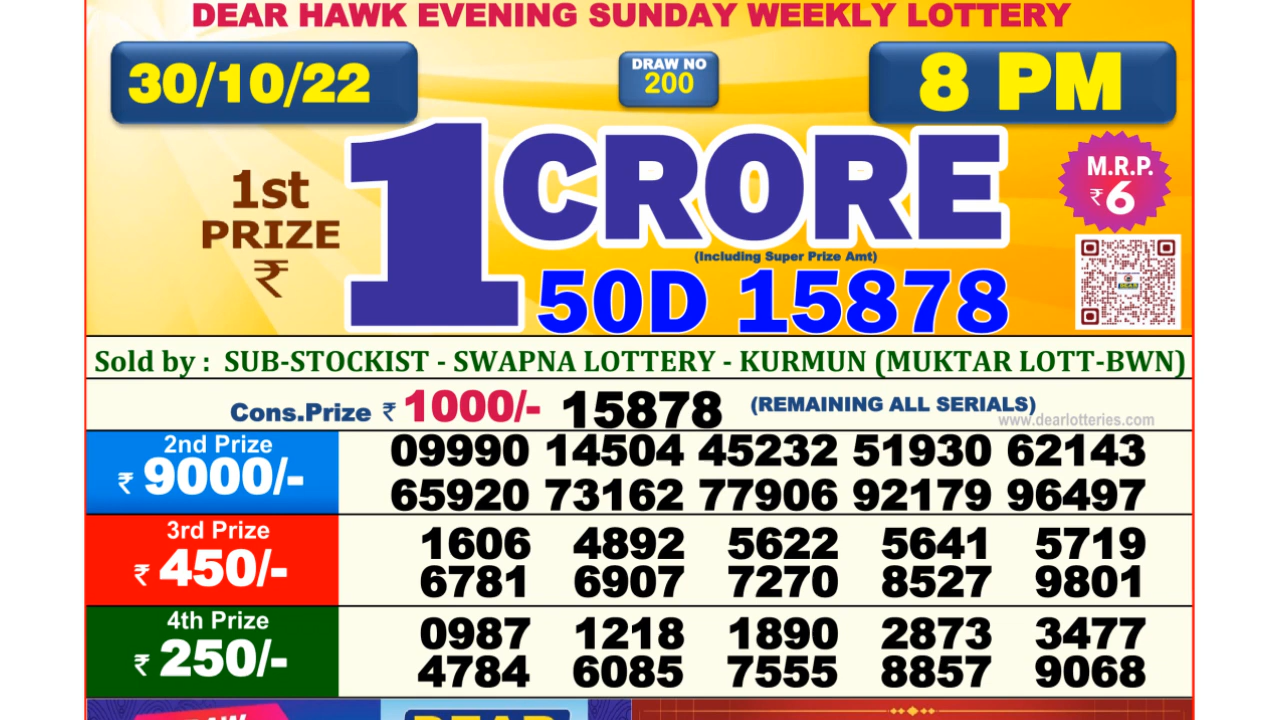 DEAR HAWK EVENING SUNDAY WEEKLY LOTTERY
30/10/22
DRAW NO
200
8 PM
1st
PRIZE
₹
1 CRORE
(Including Super Prize Amt)
50D 15878
M.R.P.
₹6
Sold by : SUB-STOCKIST - SWAPNA LOTTERY - KURMUN (MUKTAR LOTT-BWN)
Cons.Prize ₹ 1000/- 15878 (REMAINING ALL SERIALS)
www.dearlotteries.com
2nd Prize
₹ 9000/-
09990 14504 45232 51930 62143
65920 73162 77906 92179 96497
3rd Prize
₹ 450/-
1606 4892 5622 5641 5719
6781 6907 7270 8527 9801
4th Prize
₹ 250/-
0987 1218 1890 2873 3477
4784 6085 7555 8857 9068